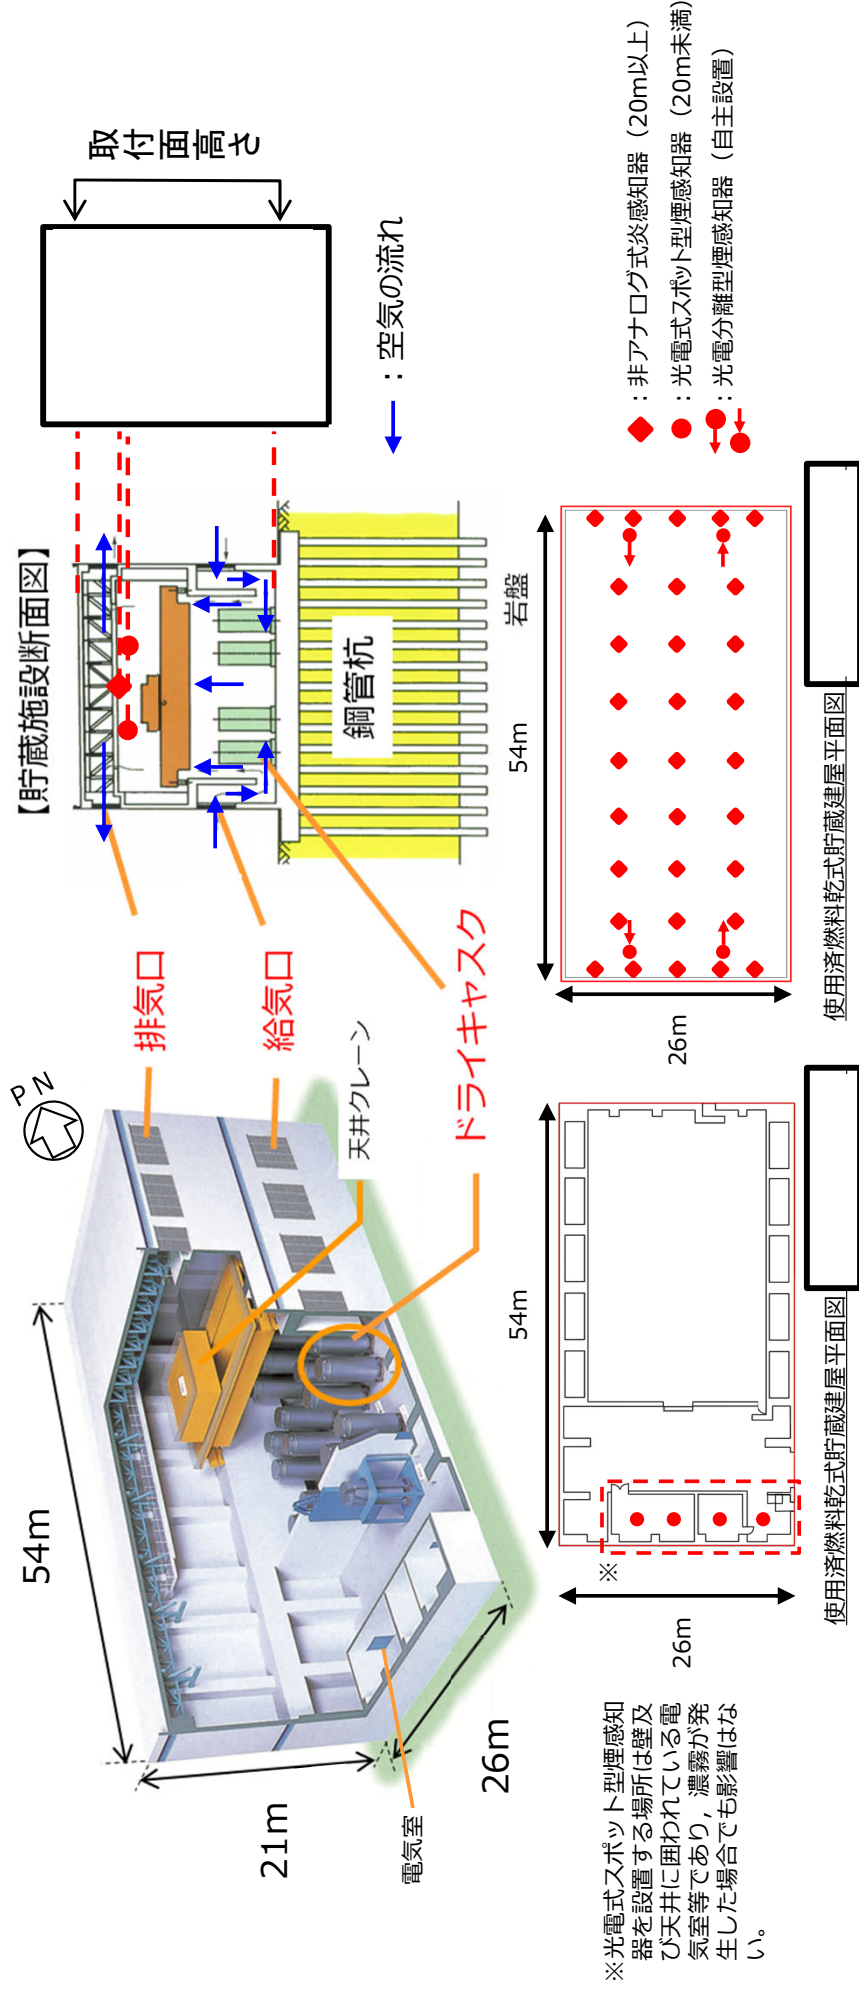 【貯蔵施設断面図】
取付面高さ
PN
54m
21m
26m
排気口
給気口
天井クレーン
ドライキャスク
電気室
鋼管杭
岩盤
：空気の流れ
※光電式スポット型煙感知
器を設置する場所は壁及
び天井に囲われている電
気室等であり，濃霧が発
生した場合でも影響はな
い。
54m
26m
※
使用済燃料乾式貯蔵建屋平面図
54m
26m
使用済燃料乾式貯蔵建屋平面図
：非アナログ式炎感知器（20m以上）
：光電式スポット型煙感知器（20m未満）
：光電分離型煙感知器（自主設置）